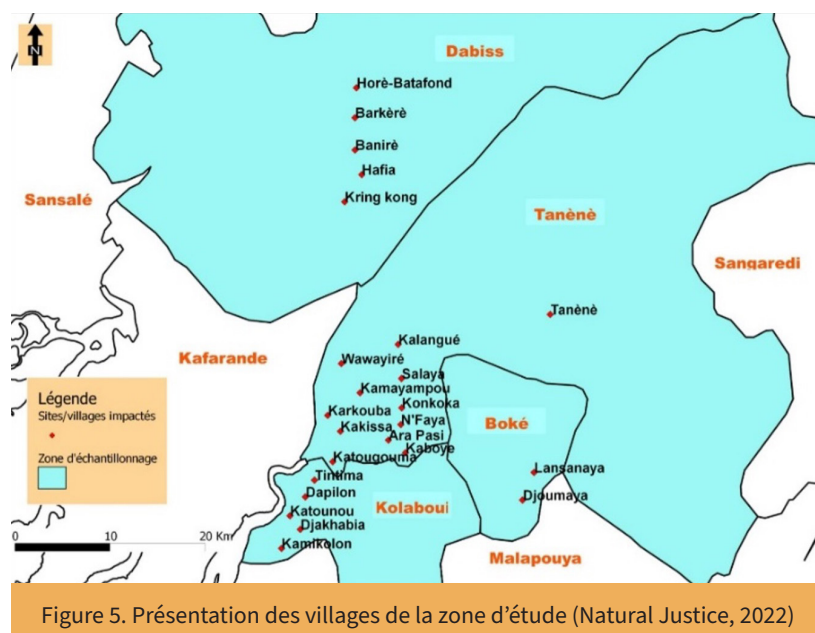 N
Dabiss
Horè-Batafond
Barkèrè
Banirè
Hafia
Kring kong
Sansalé
Tanènè
Sangaredi
Tanènè
Kalangué
Kafarande
Wawayiré
Salaya
Kamayampou
Légende
Sites/villages impactés
Zone d'échantillonnage
Konkoka
Karkouba
N'Faya
Boké
Kakissa
Ara Pasi
Kaboye
Katougouma
Lansanaya
Tintima
Dapilon
Kolaboui
Djoumaya
Katounou
Djakhabia
Kamikolon
Malapouya
0 10 20 Km
Figure 5. Présentation des villages de la zone d'étude (Natural Justice, 2022)